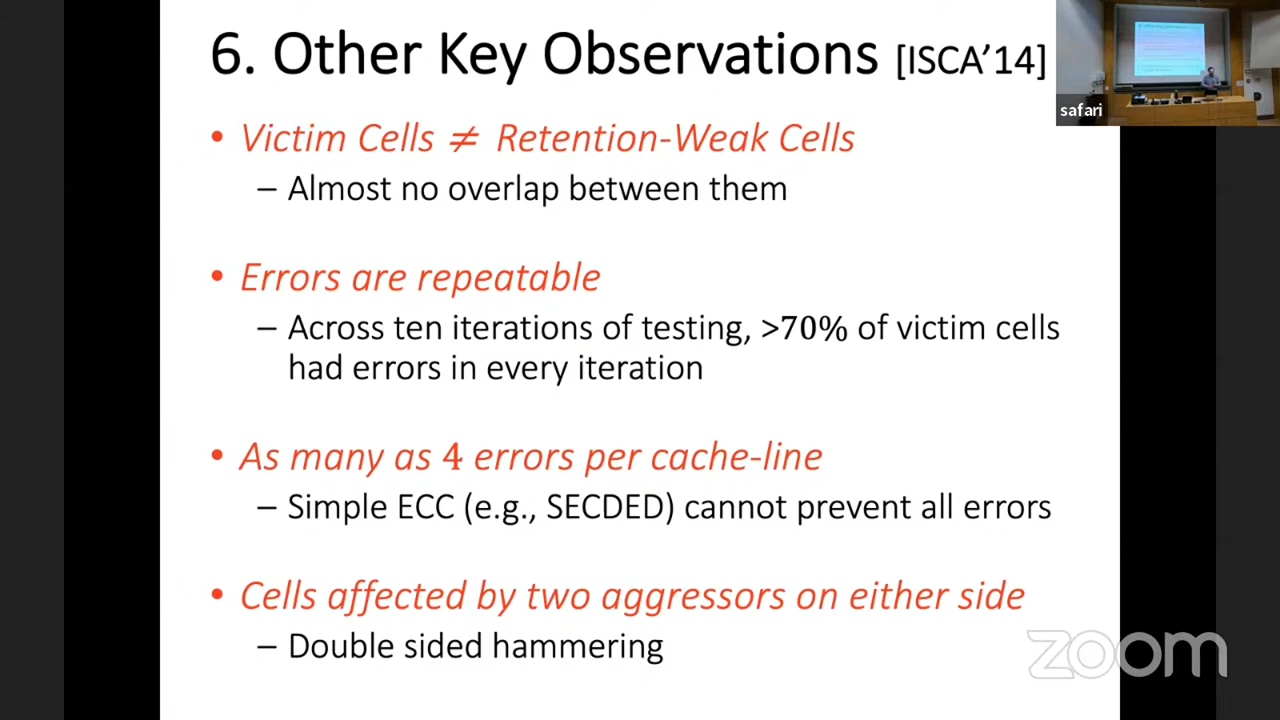 6. Other Key Observations [ISCA’14]
safari
• Victim Cells ≠ Retention-Weak Cells
– Almost no overlap between them
• Errors are repeatable
– Across ten iterations of testing, >70% of victim cells
had errors in every iteration
• As many as 4 errors per cache-line
– Simple ECC (e.g., SECDED) cannot prevent all errors
• Cells affected by two aggressors on either side
– Double sided hammering
zoom